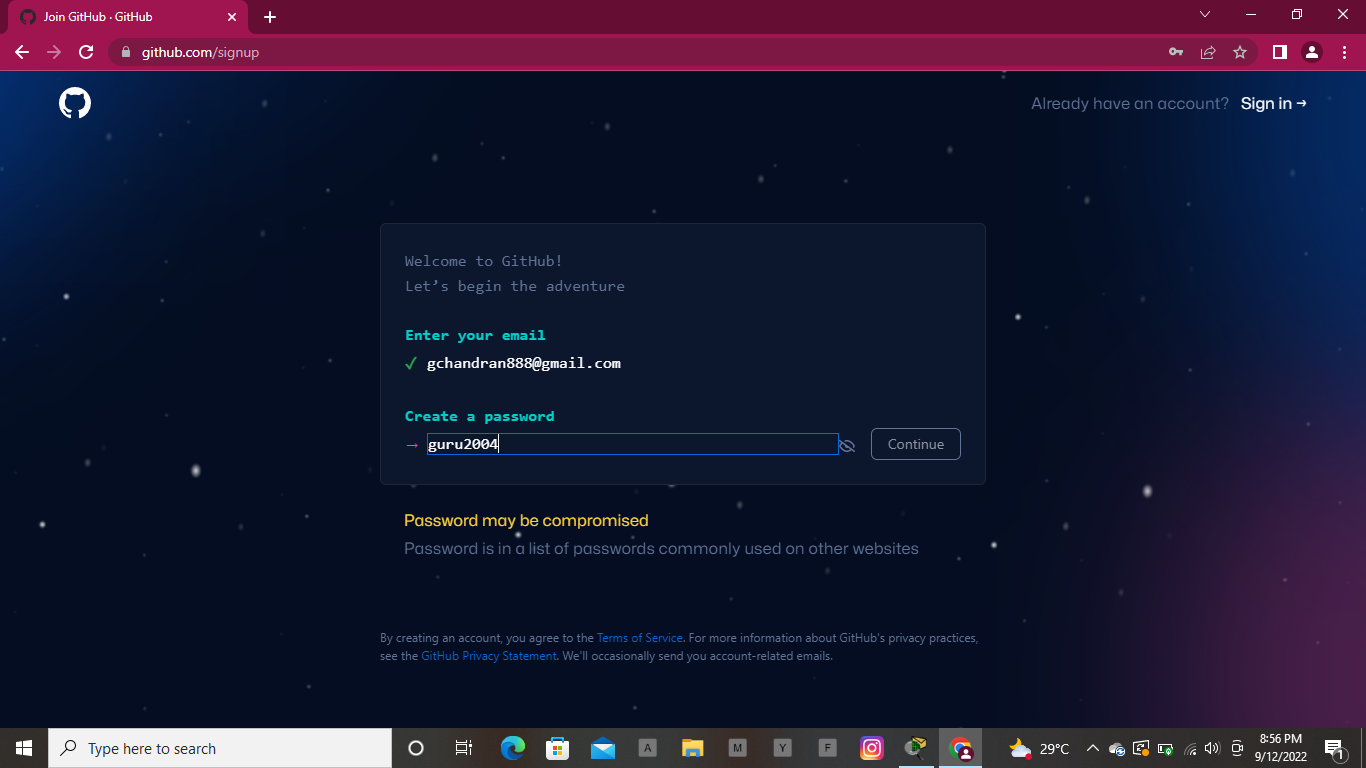 Join GitHub · GitHub
github.com/signup
Already have an account? Sign in →
Welcome to GitHub!
Let's begin the adventure
Enter your email
✓ gchandran888@gmail.com
Create a password
→ guru2004
Continue
Password may be compromised
Password is in a list of passwords commonly used on other websites
By creating an account, you agree to the Terms of Service. For more information about GitHub's privacy practices,
see the GitHub Privacy Statement. We'll occasionally send you account-related emails.
Type here to search
A
M
Y
F
29°C
8:56 PM
9/12/2022
1